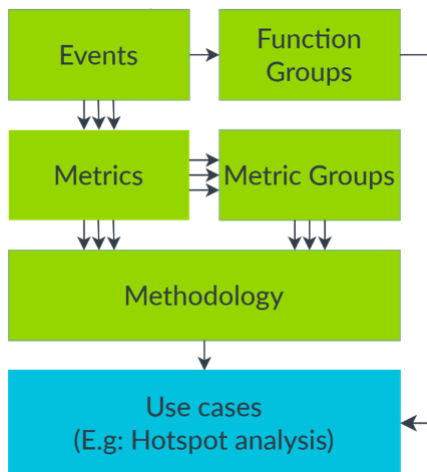 Events
Function
Groups
Metrics
Metric Groups
Methodology
Use cases
(E.g: Hotspot analysis)